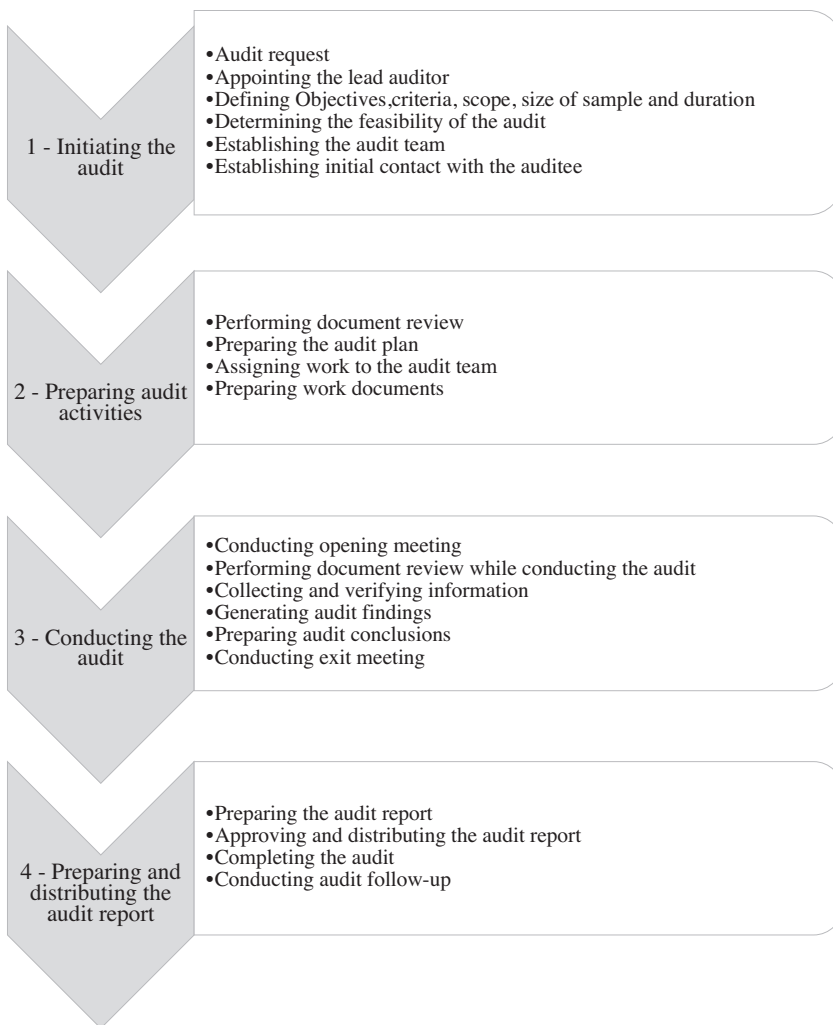 1 - Initiating the
audit
•Audit request
•Appointing the lead auditor
•Defining Objectives,criteria, scope, size of sample and duration
•Determining the feasibility of the audit
•Establishing the audit team
•Establishing initial contact with the auditee
2 - Preparing audit
activities
•Performing document review
•Preparing the audit plan
•Assigning work to the audit team
•Preparing work documents
3 - Conducting the
audit
•Conducting opening meeting
•Performing document review while conducting the audit
•Collecting and verifying information
•Generating audit findings
•Preparing audit conclusions
•Conducting exit meeting
4 - Preparing and
distributing the
audit report
•Preparing the audit report
•Approving and distributing the audit report
•Completing the audit
•Conducting audit follow-up